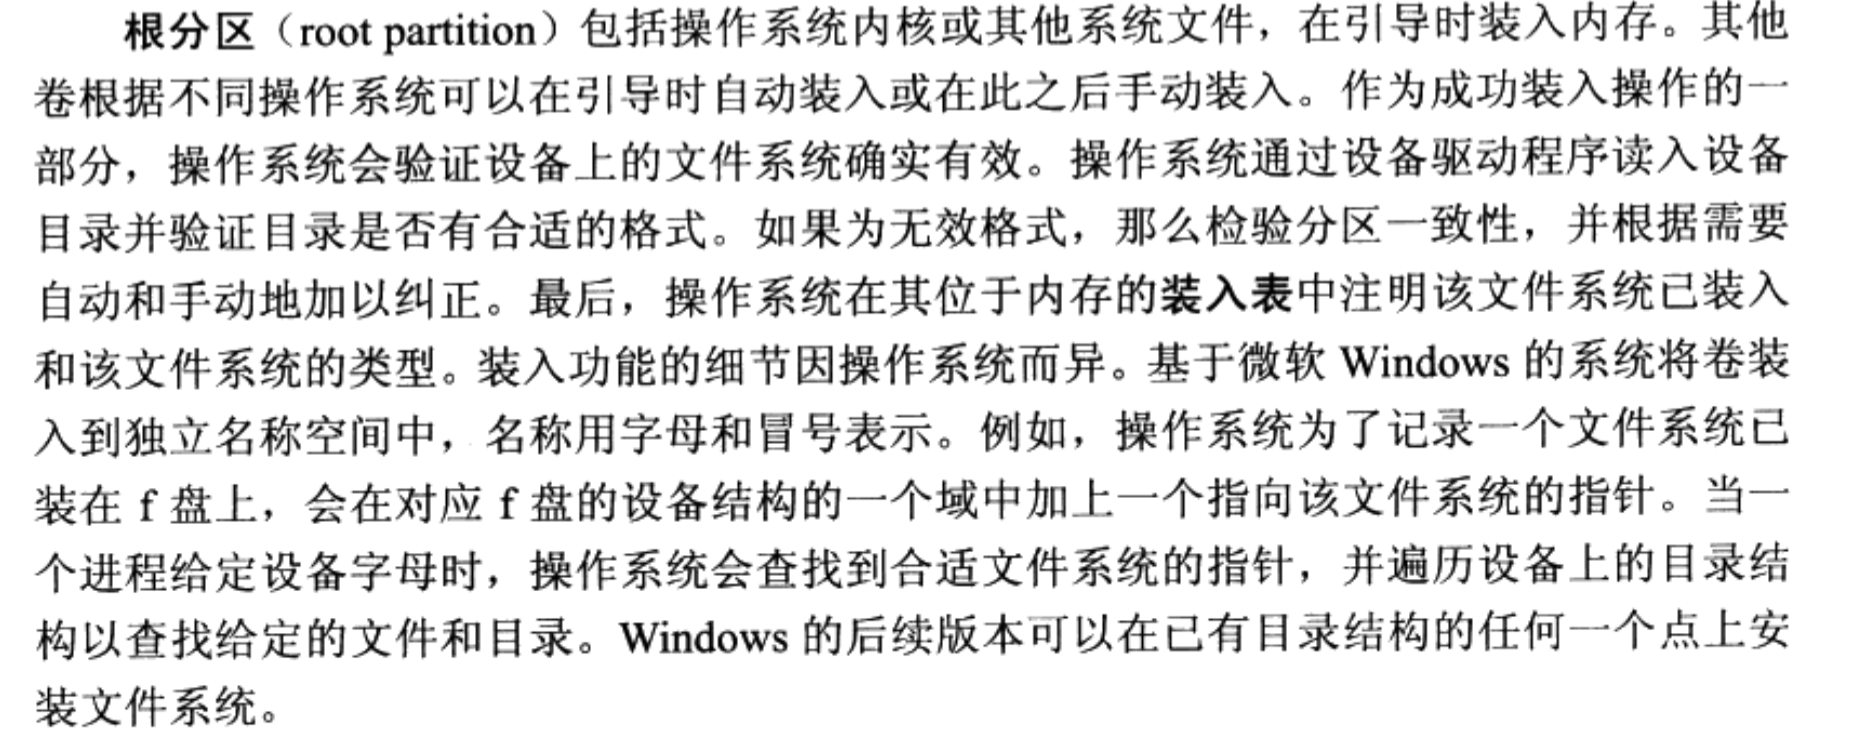 根分区（root partition）包括操作系统内核或其他系统文件，在引导时装入内存。其他
卷根据不同操作系统可以在引导时自动装入或在此之后手动装入。作为成功装入操作的一
部分，操作系统会验证设备上的文件系统确实有效。操作系统通过设备驱动程序读入设备
目录并验证目录是否有合适的格式。如果为无效格式，那么检验分区一致性，并根据需要
自动和手动地加以纠正。最后，操作系统在其位于内存的装入表中注明该文件系统已装入
和该文件系统的类型。装入功能的细节因操作系统而异。基于微软 Windows 的系统将卷装
入到独立名称空间中，名称用字母和冒号表示。例如，操作系统为了记录一个文件系统已
装在 f 盘上，会在对应 f 盘的设备结构的一个域中加上一个指向该文件系统的指针。当一
个进程给定设备字母时，操作系统会查找到合适文件系统的指针，并遍历设备上的目录结
构以查找给定的文件和目录。Windows 的后续版本可以在已有目录结构的任何一个点上安
装文件系统。